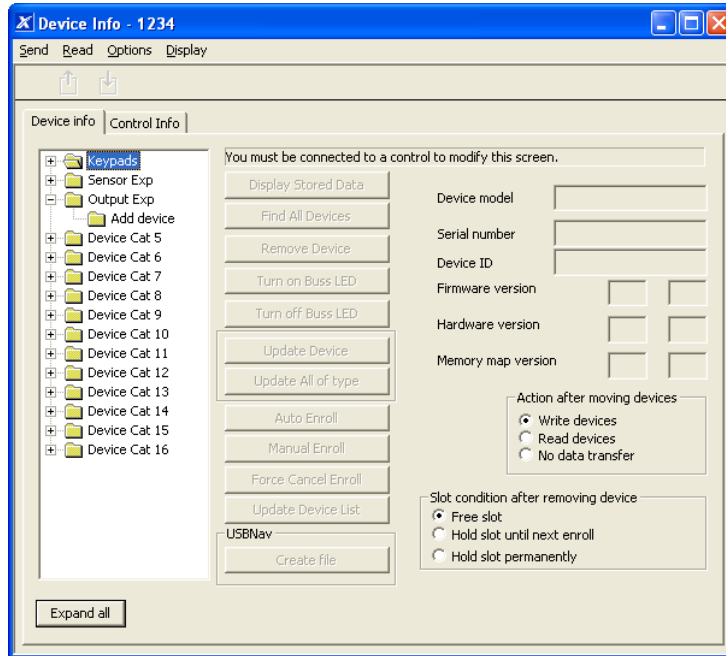 Device Info - 1234
Send Read Options Display
Device info Control Info
Keypads
Sensor Exp
Output Exp
Add device
Device Cat 5
Device Cat 6
Device Cat 7
Device Cat 8
Device Cat 9
Device Cat 10
Device Cat 11
Device Cat 12
Device Cat 13
Device Cat 14
Device Cat 15
Device Cat 16
Expand all
You must be connected to a control to modify this screen.
Display Stored Data
Find All Devices
Remove Device
Turn on Buss LED
Turn off Buss LED
Update Device
Update All of type
Auto Enroll
Manual Enroll
Force Cancel Enroll
Update Device List
USBNav
Create file
Device model
Serial number
Device ID
Firmware version
Hardware version
Memory map version
Action after moving devices
Write devices
Read devices
No data transfer
Slot condition after removing device
Free slot
Hold slot until next enroll
Hold slot permanently